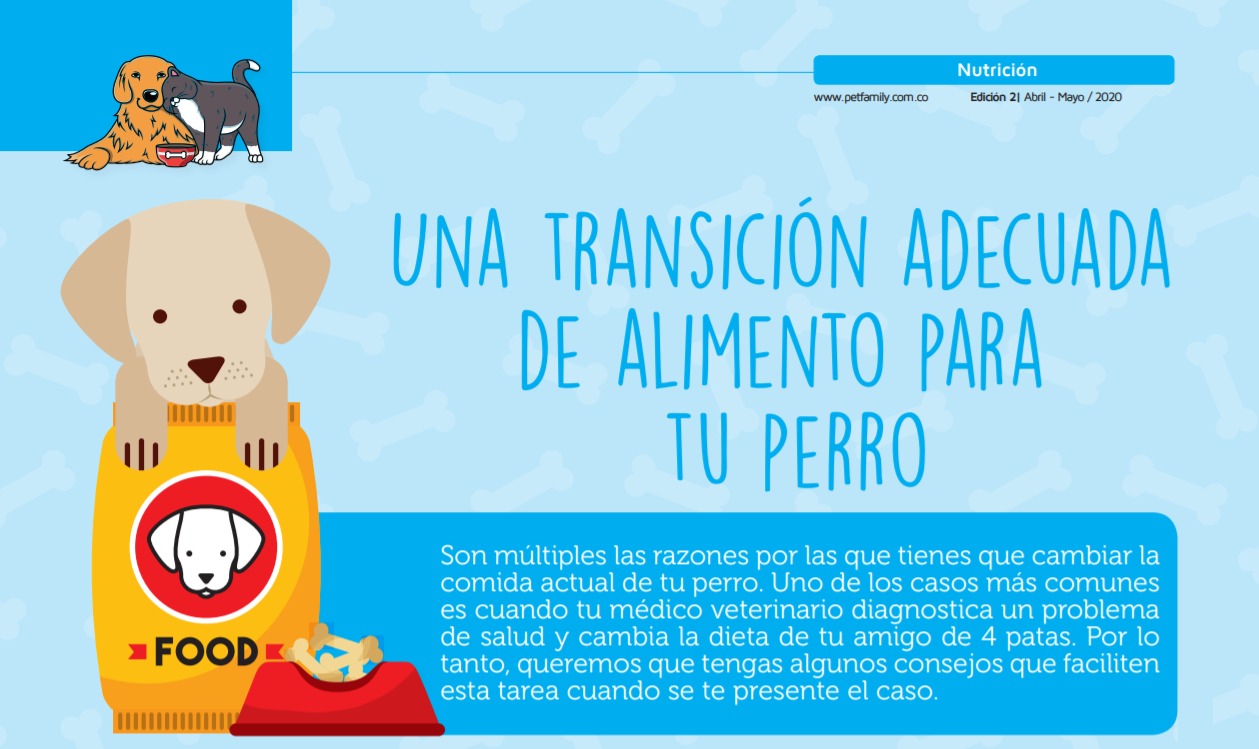 Nutrición
www.petfamily.com.co Edición 2| Abril - Mayo / 2020
UNA TRANSICIÓN ADECUADA
DE ALIMENTO PARA
TU PERRO
Son múltiples las razones por las que tienes que cambiar la
comida actual de tu perro. Uno de los casos más comunes
es cuando tu médico veterinario diagnostica un problema
de salud y cambia la dieta de tu amigo de 4 patas. Por lo
tanto, queremos que tengas algunos consejos que faciliten
esta tarea cuando se te presente el caso.
FOOD